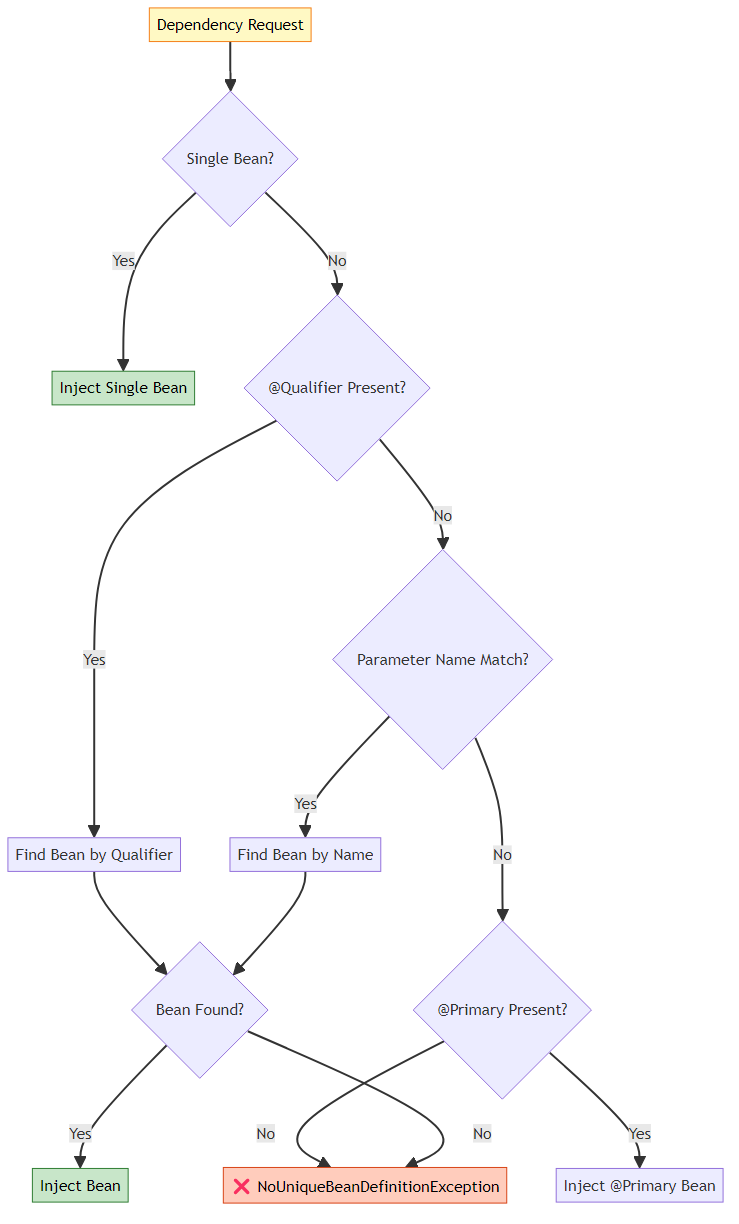 Dependency Request
Single Bean?
Yes
No
Inject Single Bean
@Qualifier Present?
No
Yes
Parameter Name Match?
Yes
No
Find Bean by Qualifier
Find Bean by Name
Bean Found?
@Primary Present?
Yes
No
No
Yes
Inject Bean
❌ NoUniqueBeanDefinitionException
Inject @Primary Bean